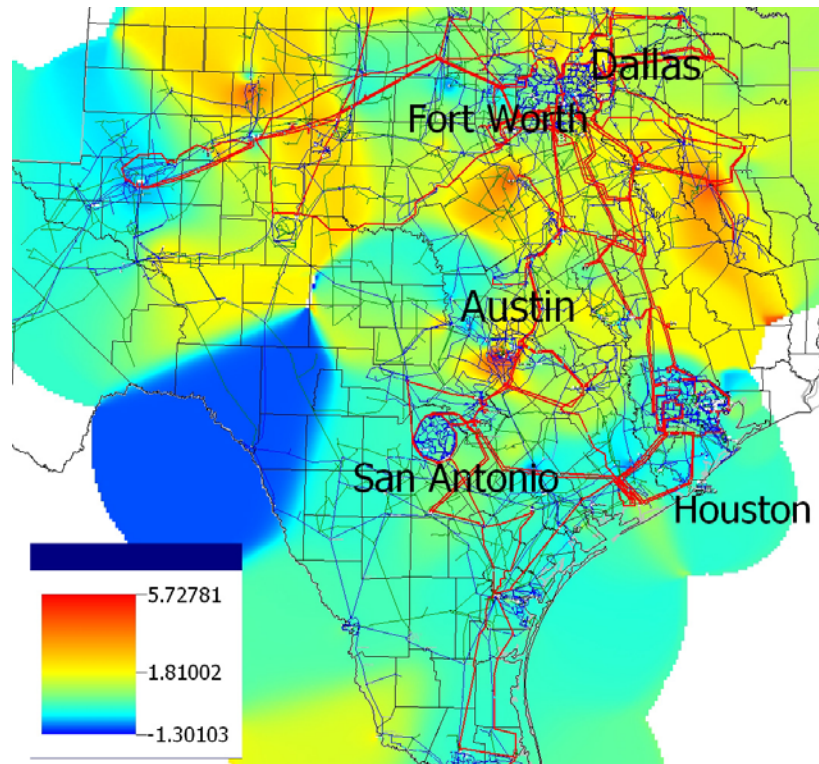 Dallas
Fort Worth
Austin
San Antonio
Houston
5.72781
1.81002
-1.30103